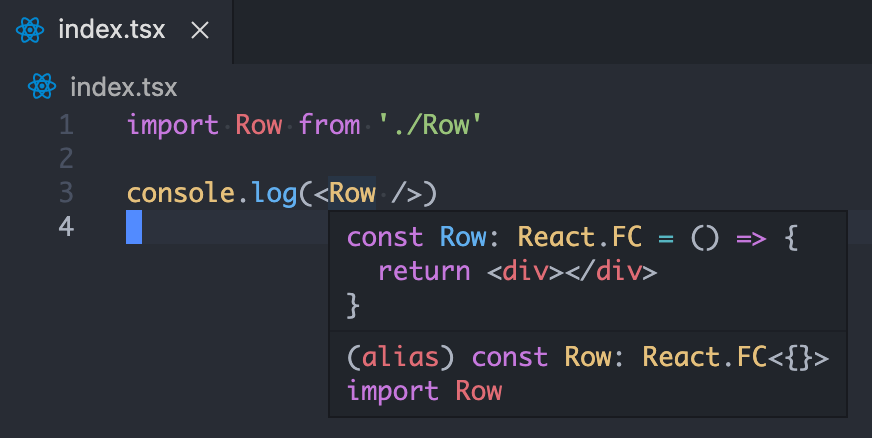 index.tsx ×
index.tsx
1 import Row from './Row'
2
3 console.log(<Row />)
4
const Row: React.FC = () => {
  return <div></div>
}
(alias) const Row: React.FC<{}>
import Row